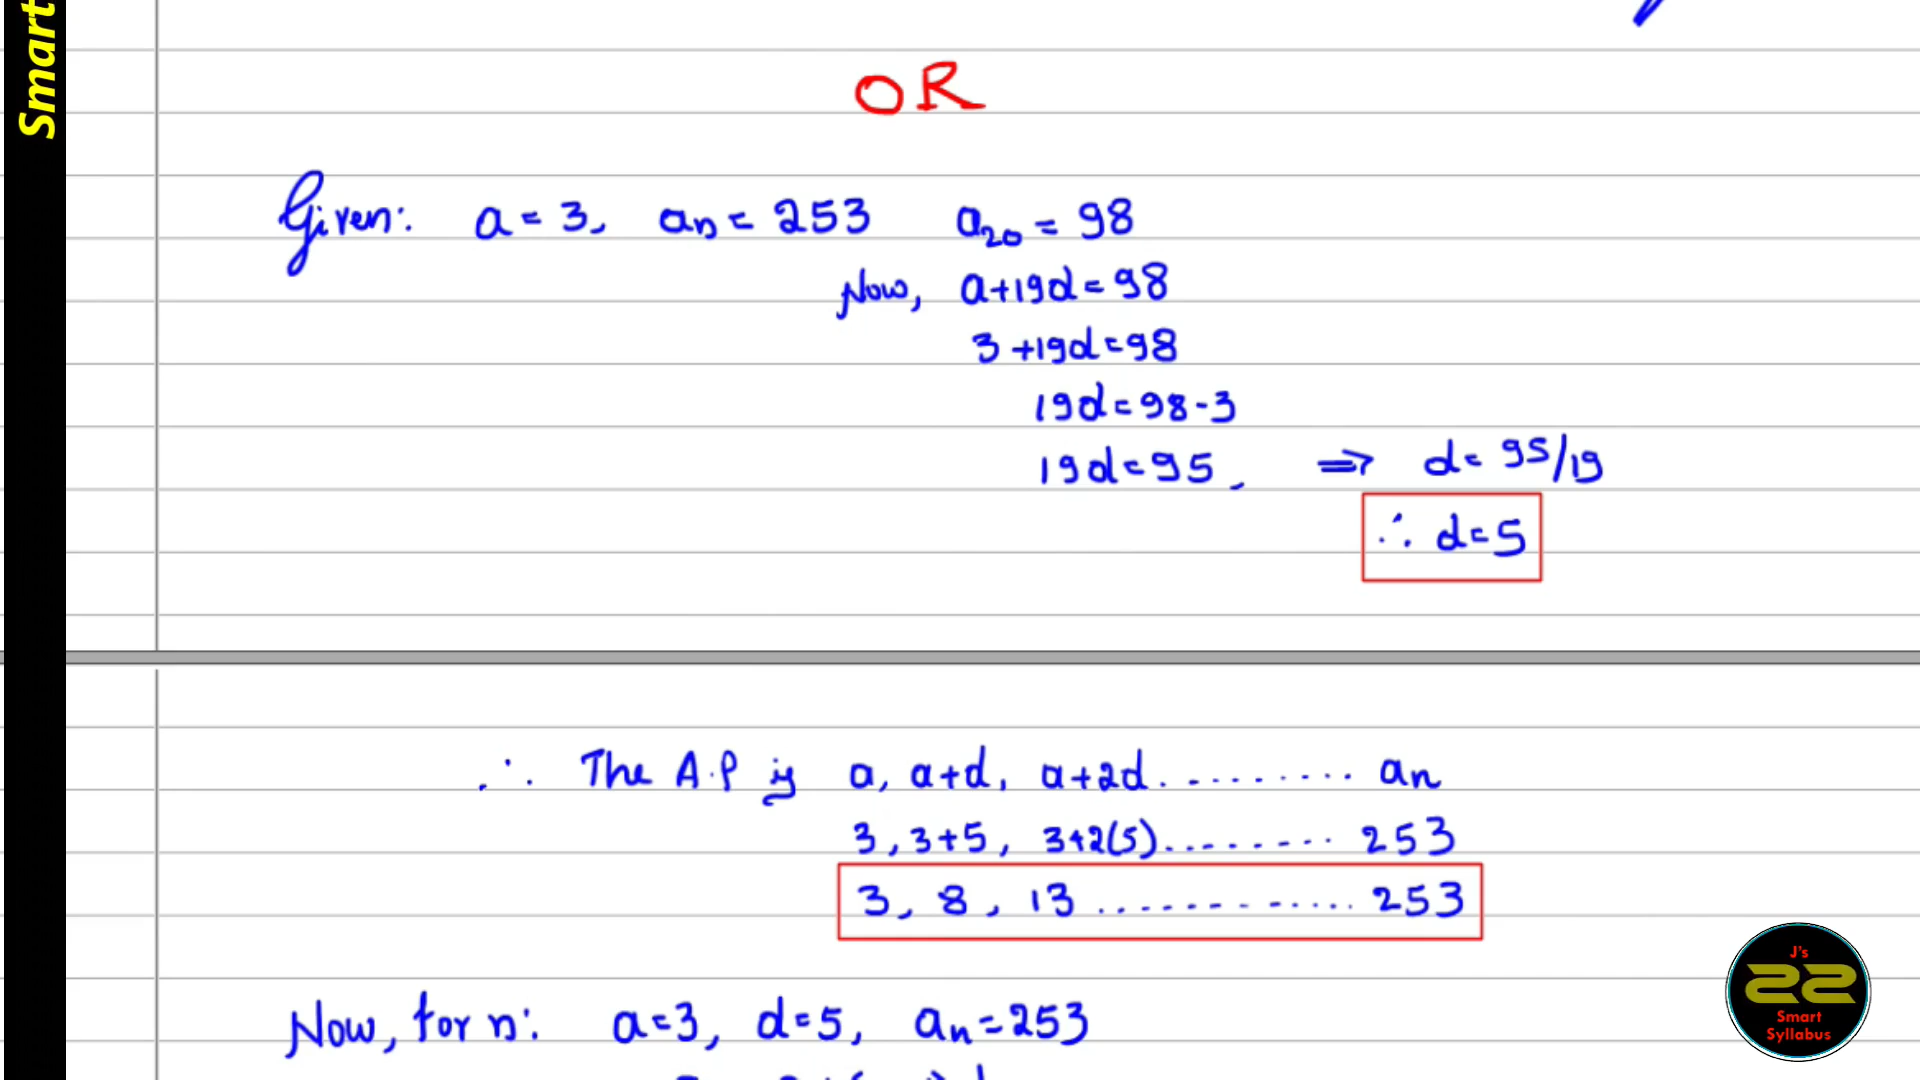 Smart
OR
Given: a = 3, an = 253 a20 = 98
Now, a+19d = 98
3+19d = 98
19d = 98-3
19d = 95, ⇒ d = 95/19
∴ d = 5
∴ The A.P is a, a+d, a+2d.......... an
3, 3+5, 3+2(5).......... 253
3, 8, 13 .............. 253
Now, for n: a=3, d=5, an=253
J's
SS
Smart
Syllabus